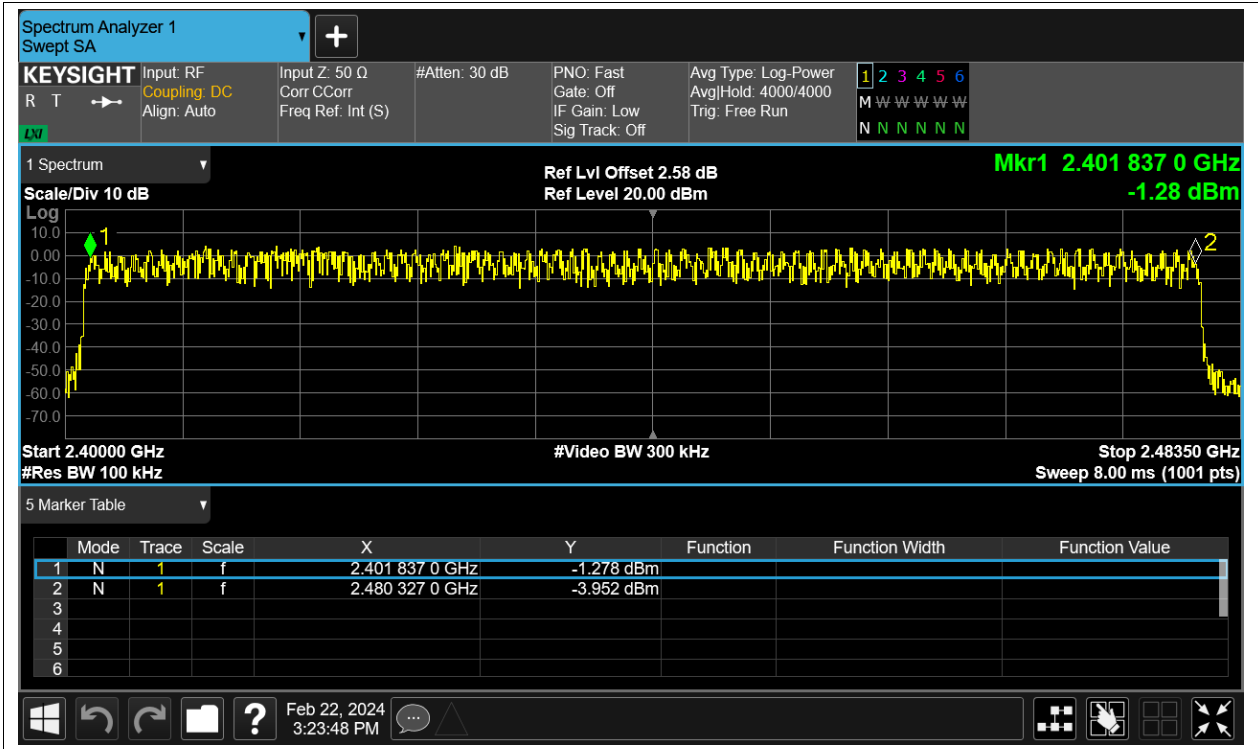 Spectrum Analyzer 1
Swept SA
+
KEYSIGHT
R T
LXI
Input: RF
Coupling: DC
Align: Auto
Input Z: 50 Ω
Corr CCorr
Freq Ref: Int (S)
#Atten: 30 dB
PNO: Fast
Gate: Off
IF Gain: Low
Sig Track: Off
Avg Type: Log-Power
Avg|Hold: 4000/4000
Trig: Free Run
1 2 3 4 5 6
M W W W W W
N N N N N N
1 Spectrum
Scale/Div 10 dB
Ref Lvl Offset 2.58 dB
Ref Level 20.00 dBm
Mkr1 2.401 837 0 GHz
-1.28 dBm
Log
10.0
0.00
-10.0
-20.0
-30.0
-40.0
-50.0
-60.0
-70.0
1
2
Start 2.40000 GHz
#Res BW 100 kHz
#Video BW 300 kHz
Stop 2.48350 GHz
Sweep 8.00 ms (1001 pts)
5 Marker Table
Mode Trace Scale X Y Function Function Width Function Value
1 N 1 f 2.401 837 0 GHz -1.278 dBm
2 N 1 f 2.480 327 0 GHz -3.952 dBm
3
4
5
6
?
Feb 22, 2024
3:23:48 PM